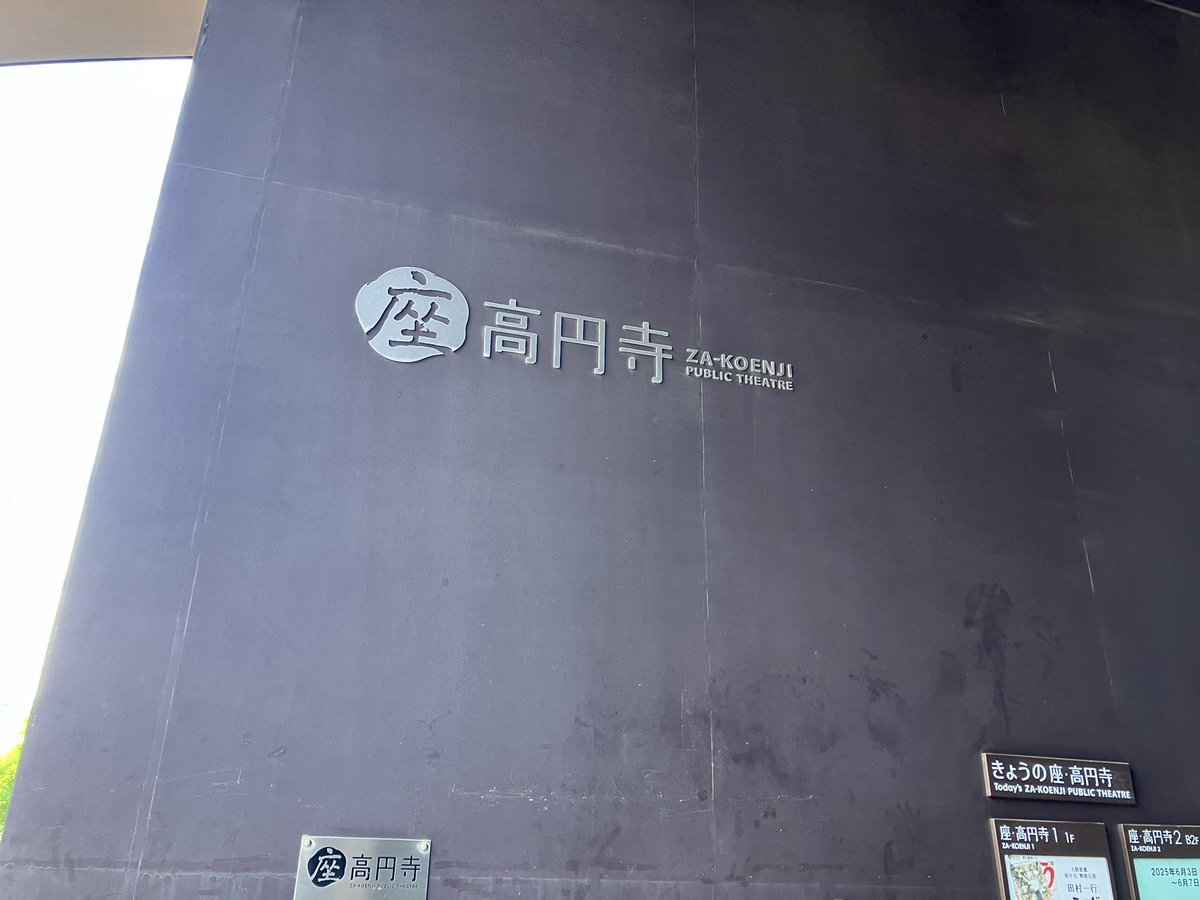 座 高円寺 ZA-KOENJI
PUBLIC THEATRE
きょうの座・高円寺
Today's ZA-KOENJI PUBLIC THEATRE
座 高円寺
ZA-KOENJI PUBLIC THEATRE
座・高円寺1 1F
ZA-KOENJI 1
田村一行
座・高円寺2 B2F
ZA-KOENJI 2
2025年6月3日
～6月7日